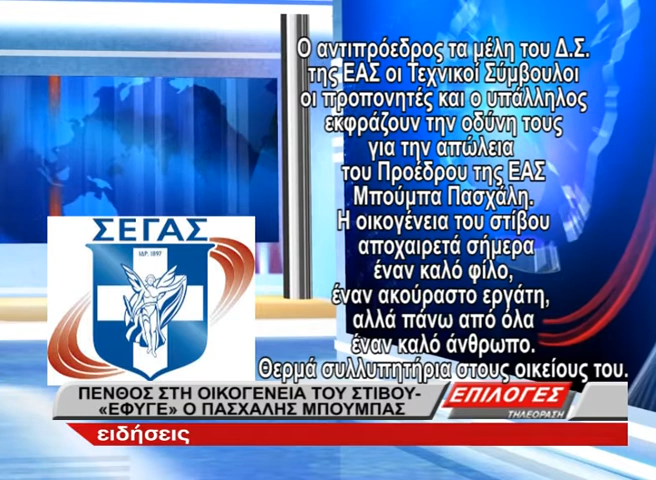 Ο αντιπρόεδρος τα μέλη του Δ.Σ.
της ΕΑΣ οι Τεχνικοί Σύμβουλοι
οι προπονητές και ο υπάλληλος
εκφράζουν την οδύνη τους
για την απώλεια
του Προέδρου της ΕΑΣ
Μπούμπα Πασχάλη.
Η οικογένεια του στίβου
αποχαιρετά σήμερα
έναν καλό φίλο,
έναν ακούραστο εργάτη,
αλλά πάνω από όλα
έναν καλό άνθρωπο.
Θερμά συλλυπητήρια στους οικείους του.
ΣΕΓΑΣ
ΙΔΡ. 1897
ΠΕΝΘΟΣ ΣΤΗ ΟΙΚΟΓΕΝΕΙΑ ΤΟΥ ΣΤΙΒΟΥ-
«ΕΦΥΓΕ» Ο ΠΑΣΧΑΛΗΣ ΜΠΟΥΜΠΑΣ
ΕΠΙΛΟΓΕΣ
ΤΗΛΕΟΡΑΣΗ
ειδήσεις